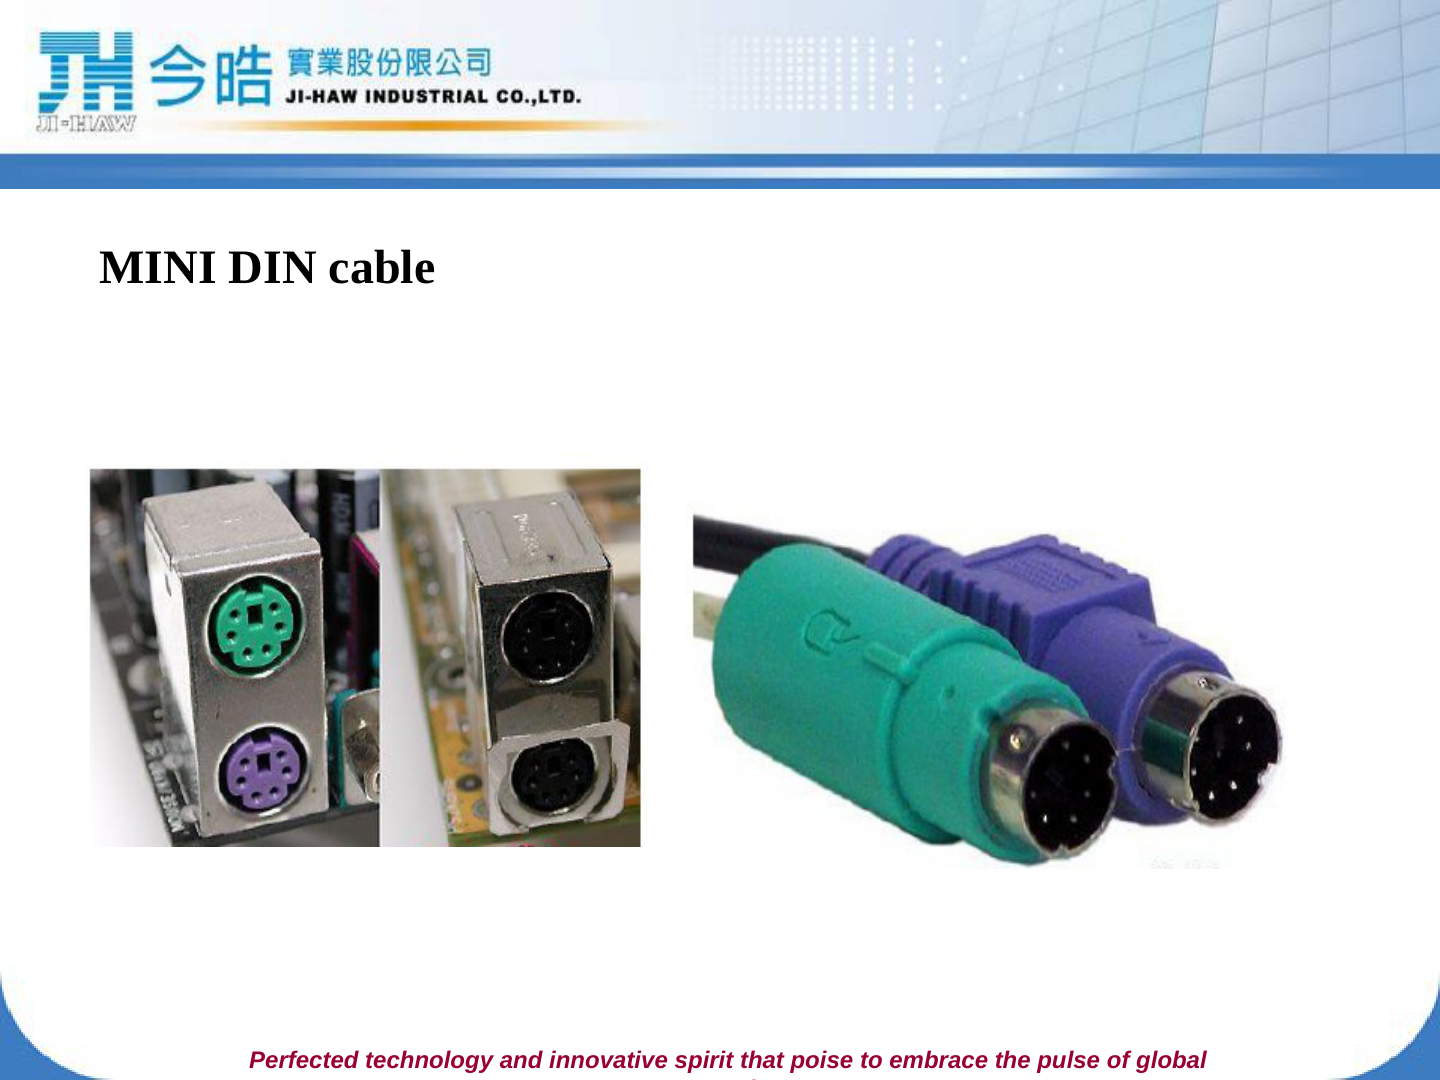 JH
JI-HAW
今皓
實業股份限公司
JI-HAW INDUSTRIAL CO.,LTD.
MINI DIN cable
Perfected technology and innovative spirit that poise to embrace the pulse of global